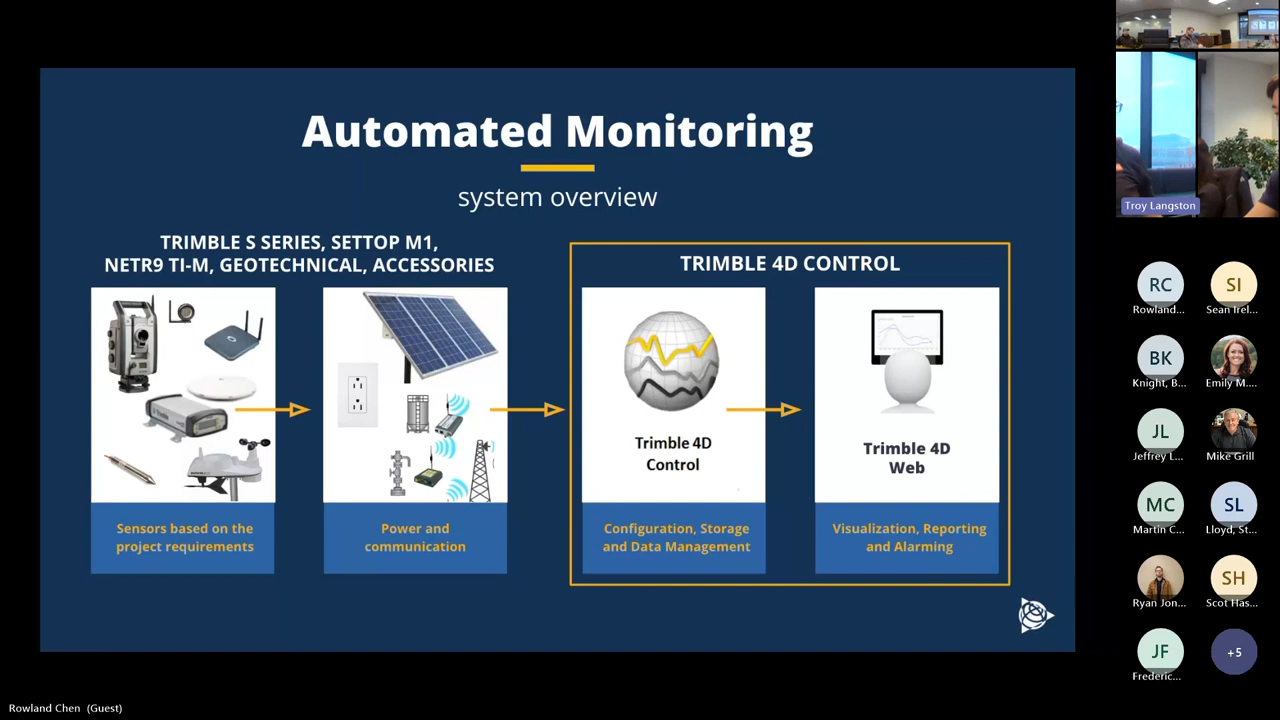 Automated Monitoring
system overview
TRIMBLE S SERIES, SETTOP M1,
NETR9 TI-M, GEOTECHNICAL, ACCESSORIES
TRIMBLE 4D CONTROL
Trimble 4D
Control
Trimble 4D
Web
Sensors based on the
project requirements
Power and
communication
Configuration, Storage
and Data Management
Visualization, Reporting
and Alarming
Troy Langston
RC
SI
Rowland...
Sean Irel...
BK
Knight, B...
Emily M....
JL
Jeffrey L...
Mike Grill
MC
SL
Martin C...
Lloyd, St...
SH
Ryan Jon...
Scot Has...
JF
+5
Frederic...
Rowland Chen (Guest)